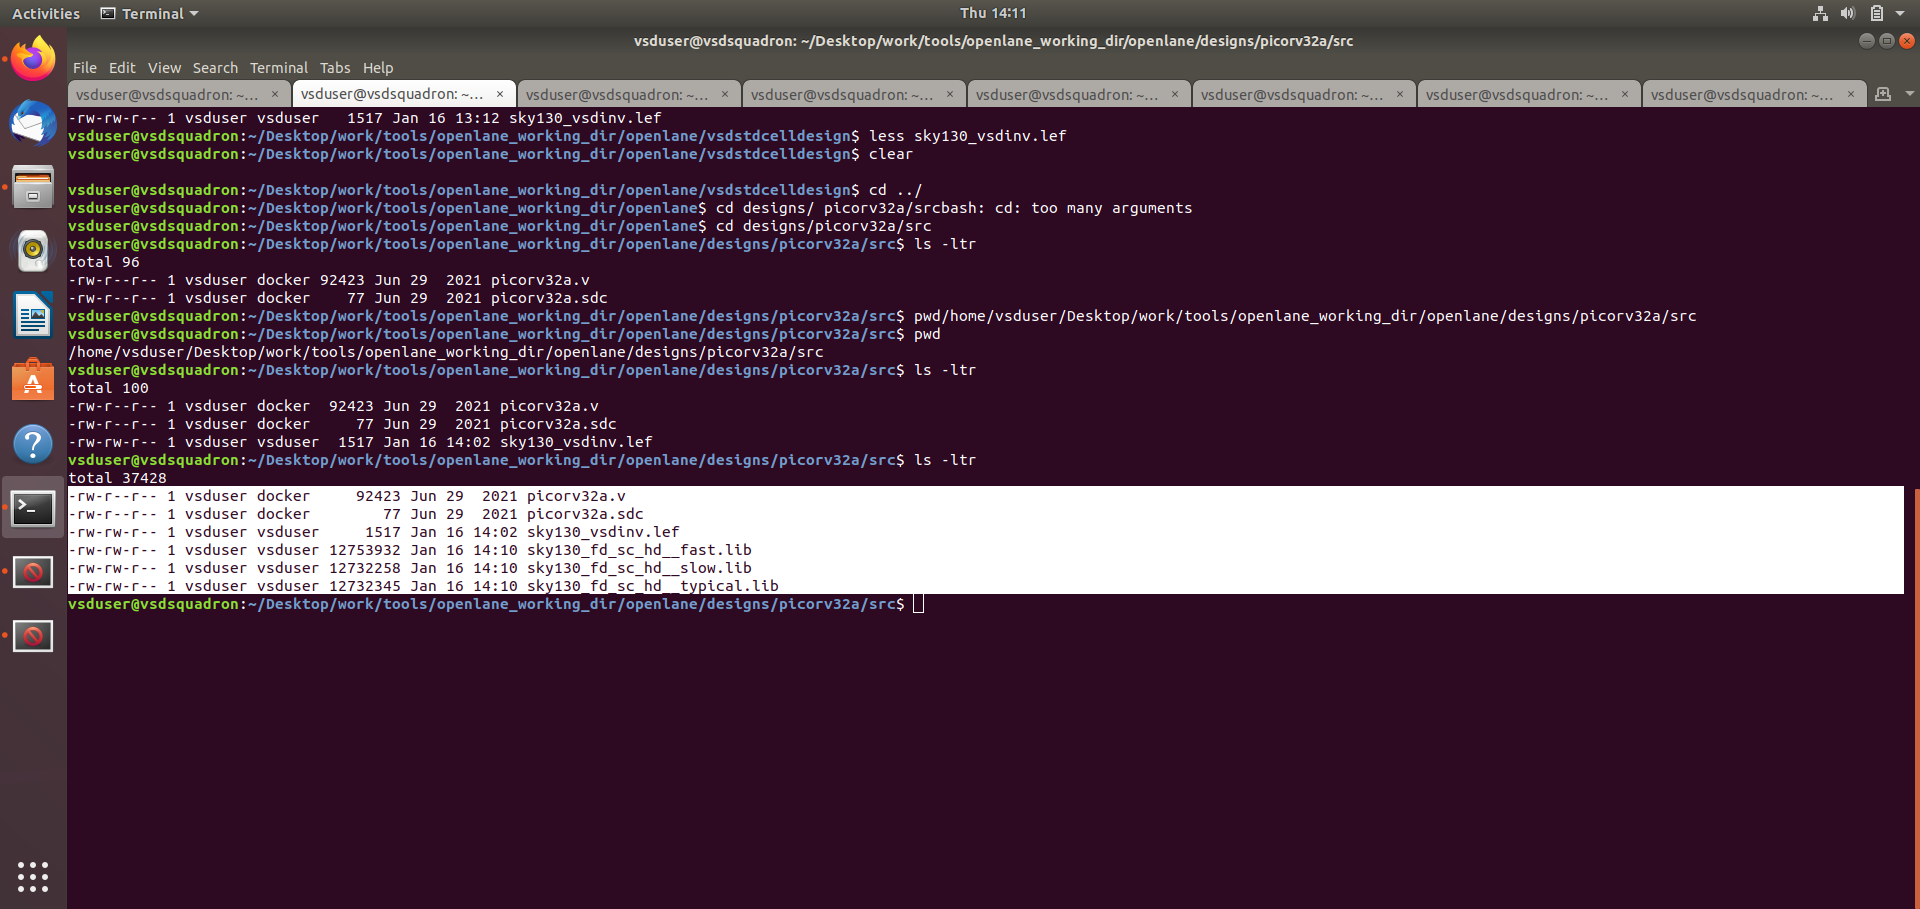 Activities Terminal Thu 14:11
vsduser@vsdsquadron: ~/Desktop/work/tools/openlane_working_dir/openlane/designs/picorv32a/src
File Edit View Search Terminal Tabs Help
vsduser@vsdsquadron: ~... × vsduser@vsdsquadron: ~... × vsduser@vsdsquadron: ~... × vsduser@vsdsquadron: ~... × vsduser@vsdsquadron: ~... × vsduser@vsdsquadron: ~... × vsduser@vsdsquadron: ~... × vsduser@vsdsquadron: ~... ×
-rw-rw-r-- 1 vsduser vsduser   1517 Jan 16 13:12 sky130_vsdinv.lef
vsduser@vsdsquadron:~/Desktop/work/tools/openlane_working_dir/openlane/vsdstdcelldesign$ less sky130_vsdinv.lef
vsduser@vsdsquadron:~/Desktop/work/tools/openlane_working_dir/openlane/vsdstdcelldesign$ clear
vsduser@vsdsquadron:~/Desktop/work/tools/openlane_working_dir/openlane/vsdstdcelldesign$ cd ../
vsduser@vsdsquadron:~/Desktop/work/tools/openlane_working_dir/openlane$ cd designs/ picorv32a/srcbash: cd: too many arguments
vsduser@vsdsquadron:~/Desktop/work/tools/openlane_working_dir/openlane$ cd designs/picorv32a/src
vsduser@vsdsquadron:~/Desktop/work/tools/openlane_working_dir/openlane/designs/picorv32a/src$ ls -ltr
total 96
-rw-r--r-- 1 vsduser docker 92423 Jun 29  2021 picorv32a.v
-rw-r--r-- 1 vsduser docker    77 Jun 29  2021 picorv32a.sdc
vsduser@vsdsquadron:~/Desktop/work/tools/openlane_working_dir/openlane/designs/picorv32a/src$ pwd/home/vsduser/Desktop/work/tools/openlane_working_dir/openlane/designs/picorv32a/src
vsduser@vsdsquadron:~/Desktop/work/tools/openlane_working_dir/openlane/designs/picorv32a/src$ pwd
/home/vsduser/Desktop/work/tools/openlane_working_dir/openlane/designs/picorv32a/src
vsduser@vsdsquadron:~/Desktop/work/tools/openlane_working_dir/openlane/designs/picorv32a/src$ ls -ltr
total 100
-rw-r--r-- 1 vsduser docker  92423 Jun 29  2021 picorv32a.v
-rw-r--r-- 1 vsduser docker     77 Jun 29  2021 picorv32a.sdc
-rw-rw-r-- 1 vsduser vsduser  1517 Jan 16 14:02 sky130_vsdinv.lef
vsduser@vsdsquadron:~/Desktop/work/tools/openlane_working_dir/openlane/designs/picorv32a/src$ ls -ltr
total 37428
-rw-r--r-- 1 vsduser docker     92423 Jun 29  2021 picorv32a.v
-rw-r--r-- 1 vsduser docker        77 Jun 29  2021 picorv32a.sdc
-rw-rw-r-- 1 vsduser vsduser     1517 Jan 16 14:02 sky130_vsdinv.lef
-rw-rw-r-- 1 vsduser vsduser 12753932 Jan 16 14:10 sky130_fd_sc_hd__fast.lib
-rw-rw-r-- 1 vsduser vsduser 12732258 Jan 16 14:10 sky130_fd_sc_hd__slow.lib
-rw-rw-r-- 1 vsduser vsduser 12732345 Jan 16 14:10 sky130_fd_sc_hd__typical.lib
vsduser@vsdsquadron:~/Desktop/work/tools/openlane_working_dir/openlane/designs/picorv32a/src$